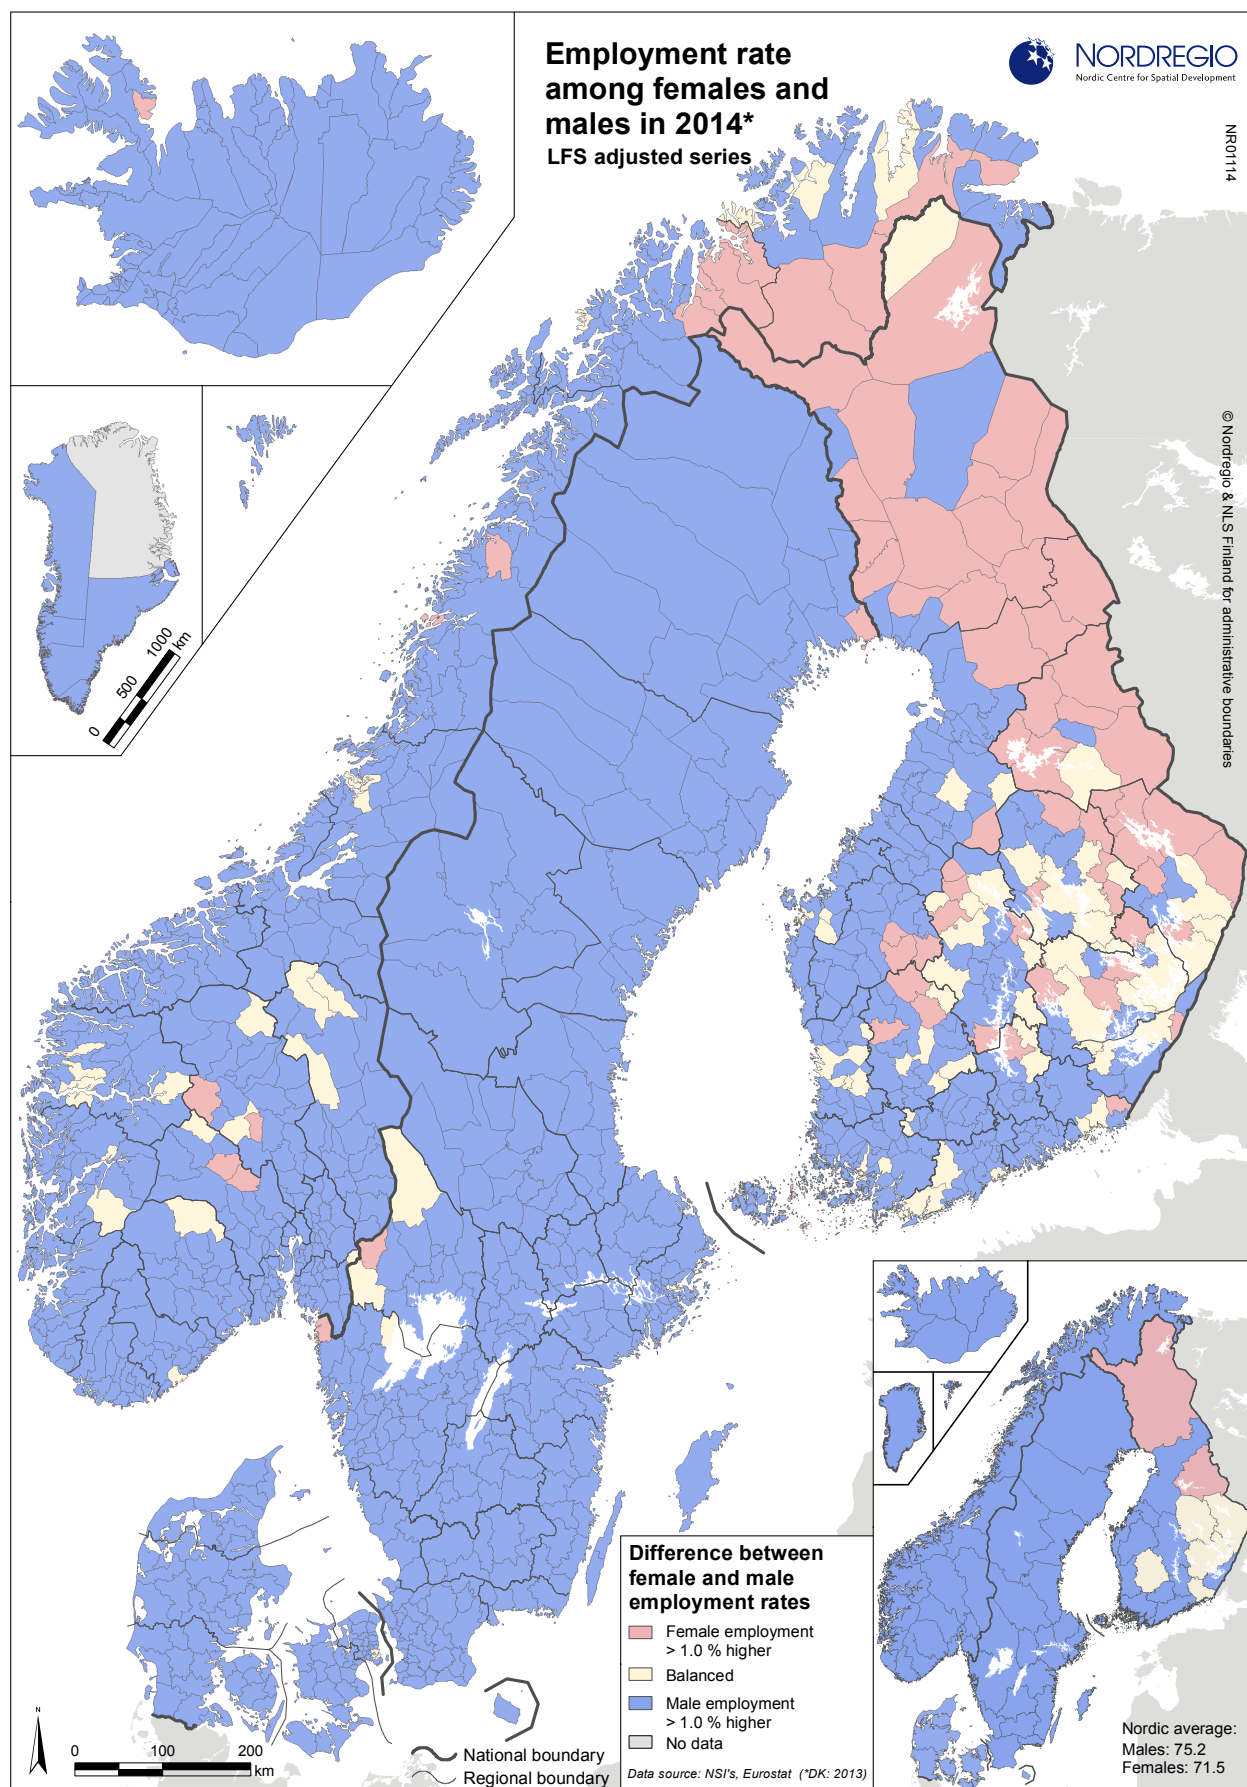 Employment rate
among females and
males in 2014*
LFS adjusted series
NORDREGIO
Nordic Centre for Spatial Development
NR01114
© Nordregio & NLS Finland for administrative boundaries
0 500 1000
km
Difference between
female and male
employment rates
Female employment
> 1.0 % higher
Balanced
Male employment
> 1.0 % higher
No data
Data source: NSI's, Eurostat (*DK: 2013)
Nordic average:
Males: 75.2
Females: 71.5
N
0 100 200
km
National boundary
Regional boundary